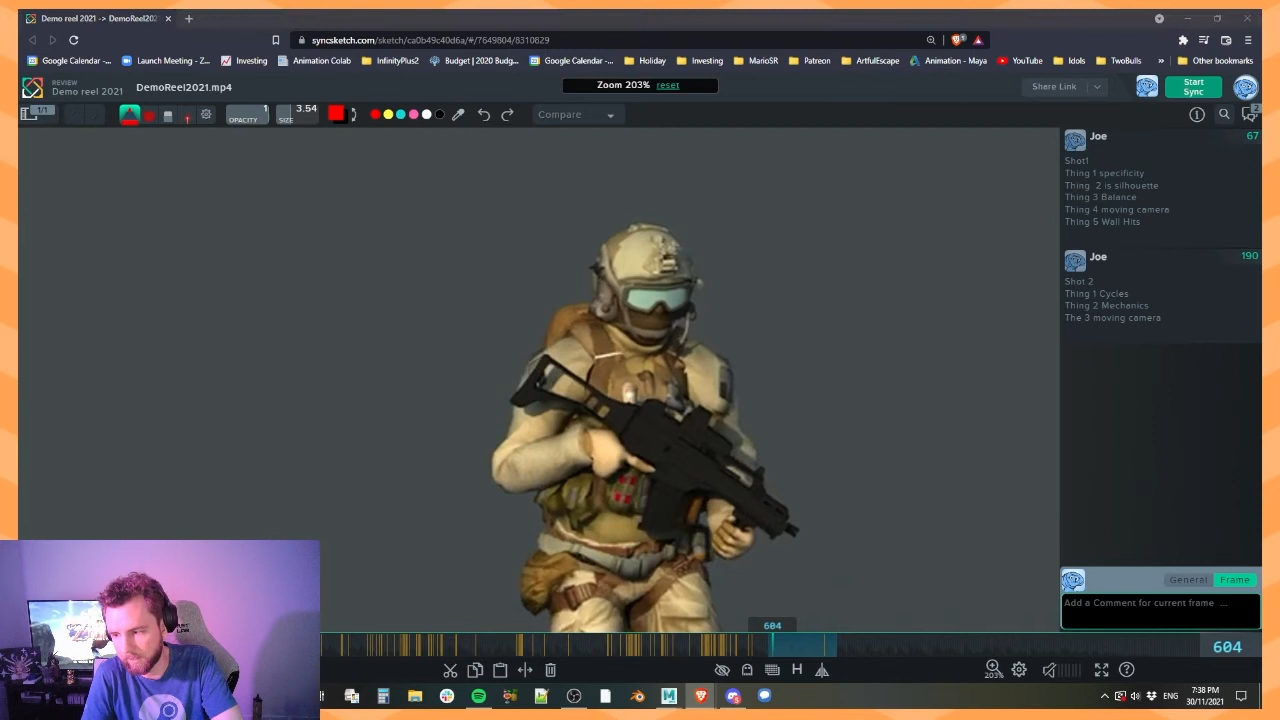 Demo reel 2021 -> DemoReel202
syncsketch.com/sketch/ca0b49c40d6a/#/7649804/8310829
Google Calendar -... Launch Meeting - Z... Investing Animation Colab InfinityPlus2 Budget | 2020 Budg... Google Calendar -... Holiday Investing MarioSR Patreon ArtfulEscape Animation - Maya YouTube Idols TwoBulls » Other bookmarks
REVIEW
Demo reel 2021
DemoReel2021.mp4
Zoom 203% reset
Share Link
Start Sync
1/1
1
OPACITY
3.54
SIZE
Compare
2
Joe 67
Shot1
Thing 1 specificity
Thing 2 is silhouette
Thing 3 Balance
Thing 4 moving camera
Thing 5 Wall Hits
Joe 190
Shot 2
Thing 1 Cycles
Thing 2 Mechanics
The 3 moving camera
General Frame
Add a Comment for current frame ...
604
604
H
203%
ENG
7:38 PM
30/11/2021